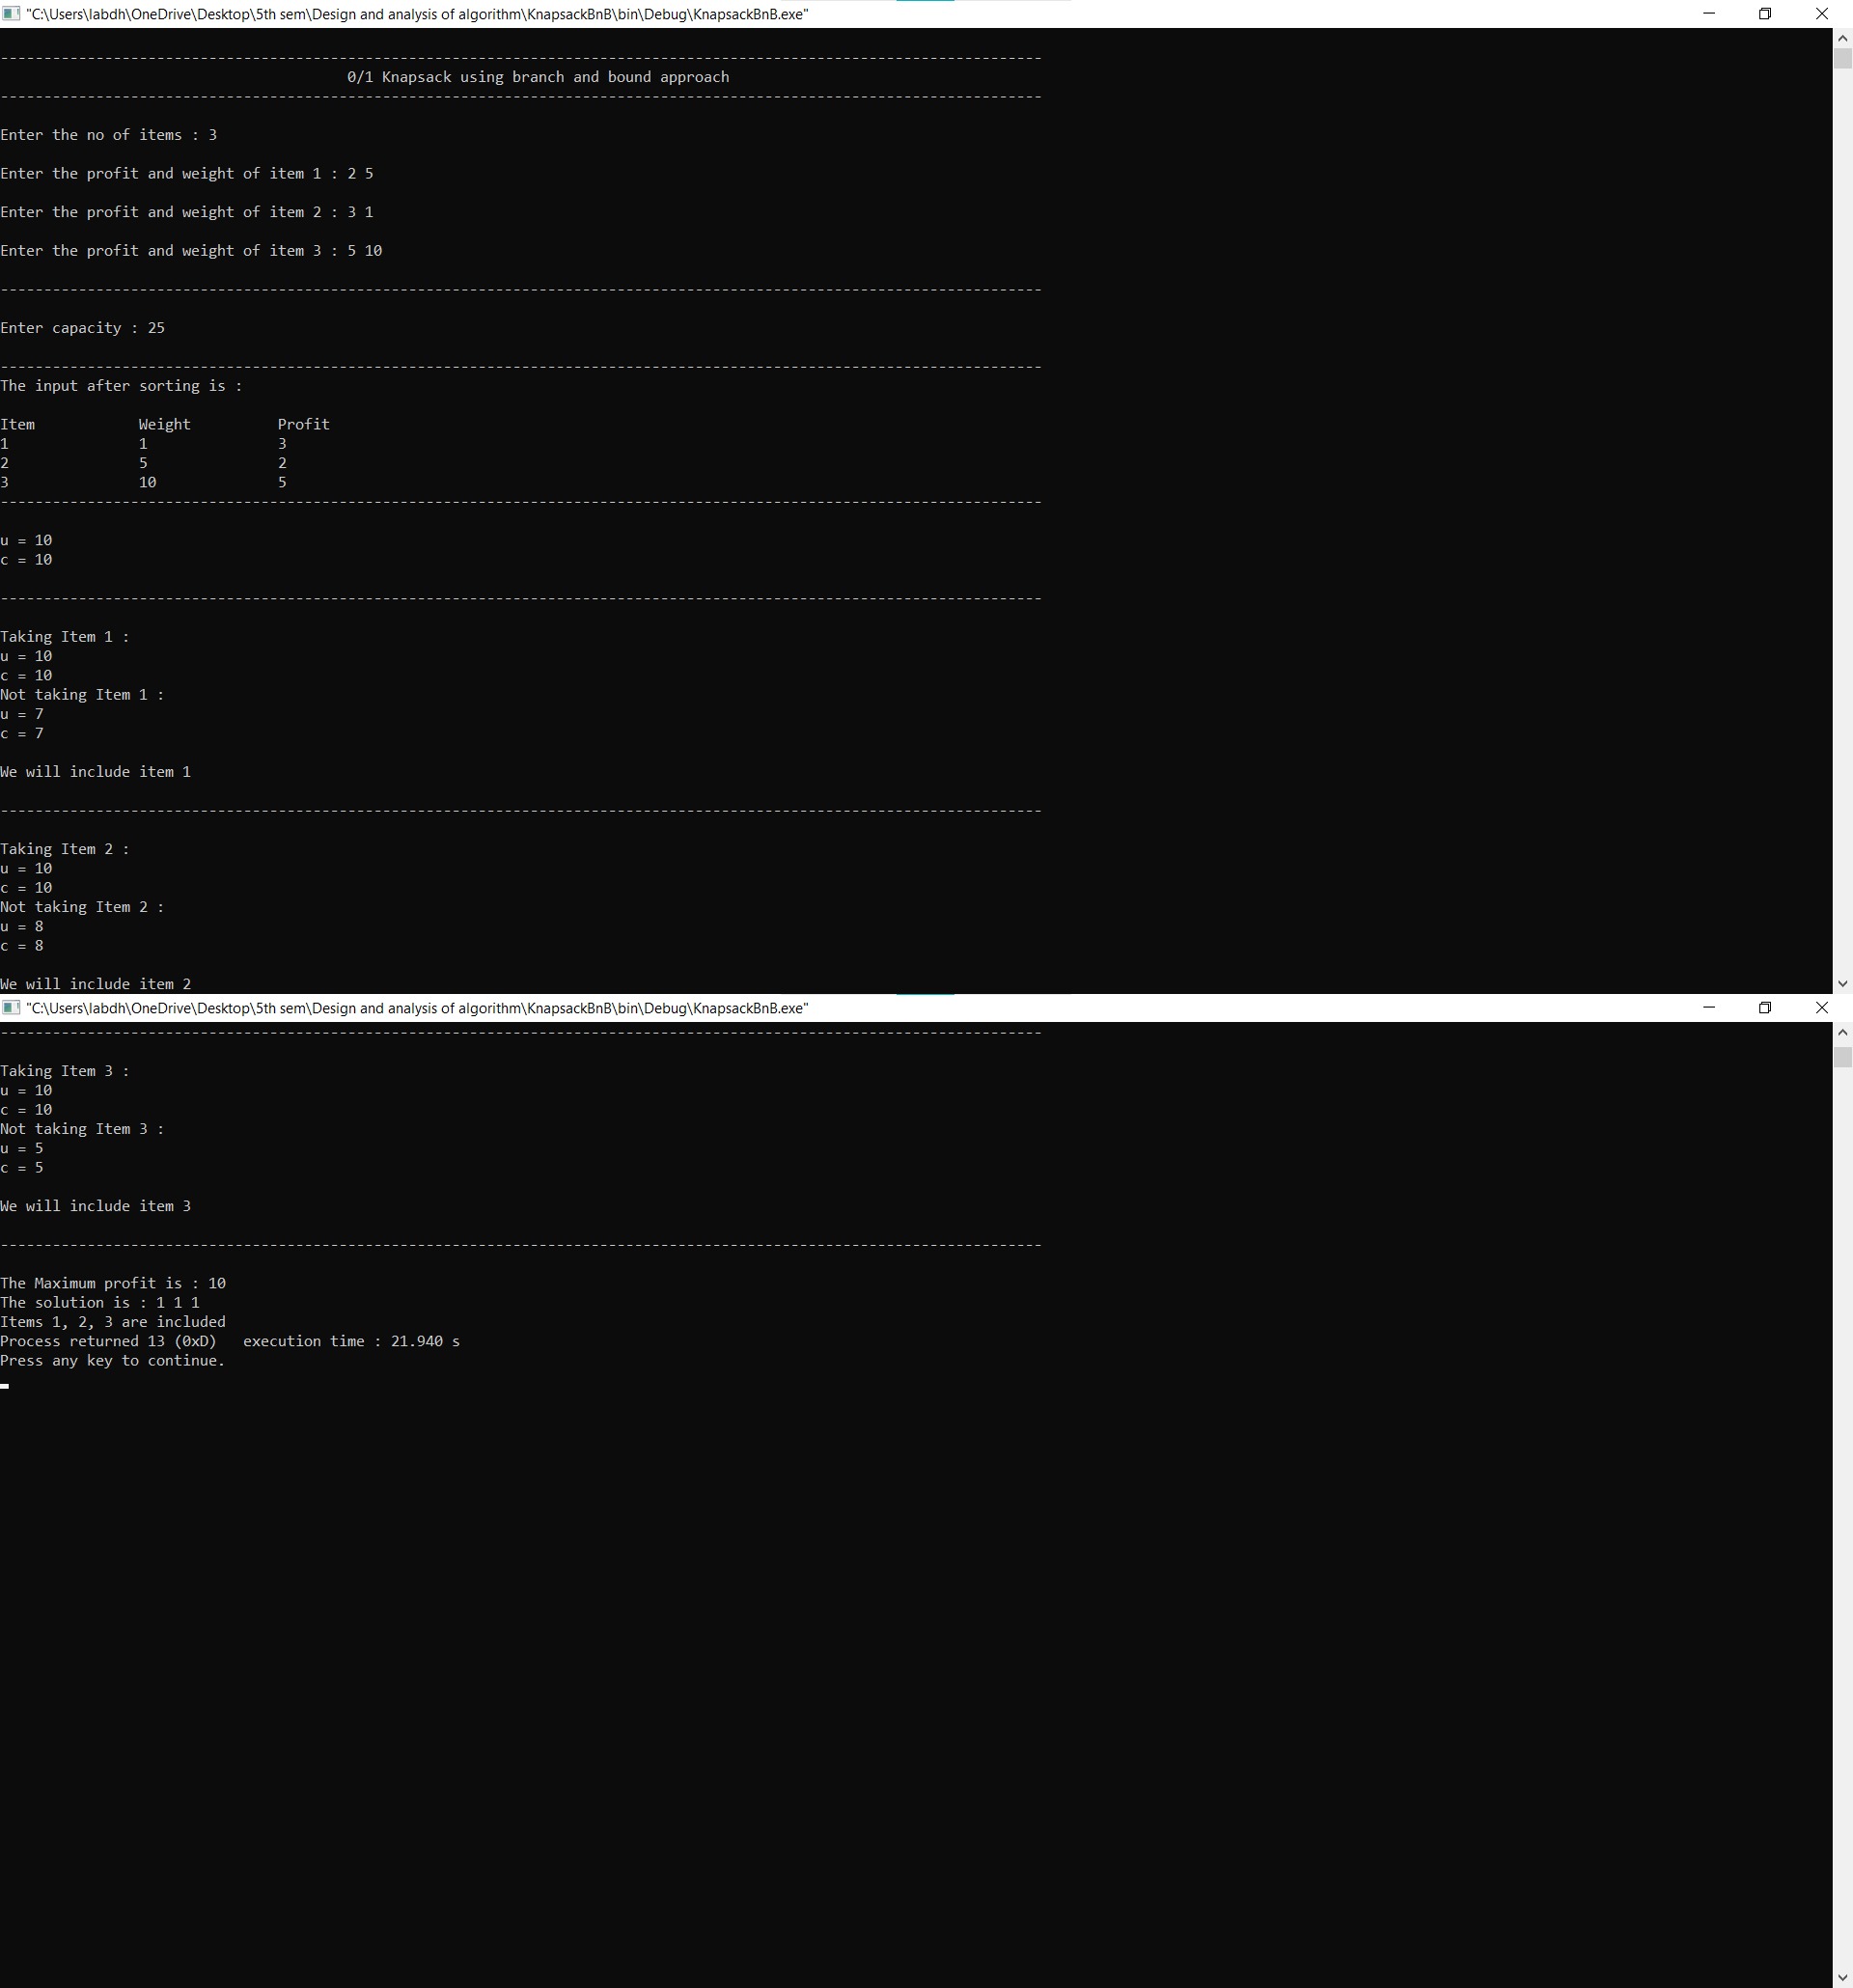 "C:\Users\labdh\OneDrive\Desktop\5th sem\Design and analysis of algorithm\KnapsackBnB\bin\Debug\KnapsackBnB.exe"
------------------------------------------------------------------------------------------------------------------------
0/1 Knapsack using branch and bound approach
------------------------------------------------------------------------------------------------------------------------
Enter the no of items : 3
Enter the profit and weight of item 1 : 2 5
Enter the profit and weight of item 2 : 3 1
Enter the profit and weight of item 3 : 5 10
------------------------------------------------------------------------------------------------------------------------
Enter capacity : 25
------------------------------------------------------------------------------------------------------------------------
The input after sorting is :
Item Weight Profit
1 1 3
2 5 2
3 10 5
------------------------------------------------------------------------------------------------------------------------
u = 10
c = 10
------------------------------------------------------------------------------------------------------------------------
Taking Item 1 :
u = 10
c = 10
Not taking Item 1 :
u = 7
c = 7
We will include item 1
------------------------------------------------------------------------------------------------------------------------
Taking Item 2 :
u = 10
c = 10
Not taking Item 2 :
u = 8
c = 8
We will include item 2
"C:\Users\labdh\OneDrive\Desktop\5th sem\Design and analysis of algorithm\KnapsackBnB\bin\Debug\KnapsackBnB.exe"
------------------------------------------------------------------------------------------------------------------------
Taking Item 3 :
u = 10
c = 10
Not taking Item 3 :
u = 5
c = 5
We will include item 3
------------------------------------------------------------------------------------------------------------------------
The Maximum profit is : 10
The solution is : 1 1 1
Items 1, 2, 3 are included
Process returned 13 (0xD)   execution time : 21.940 s
Press any key to continue.